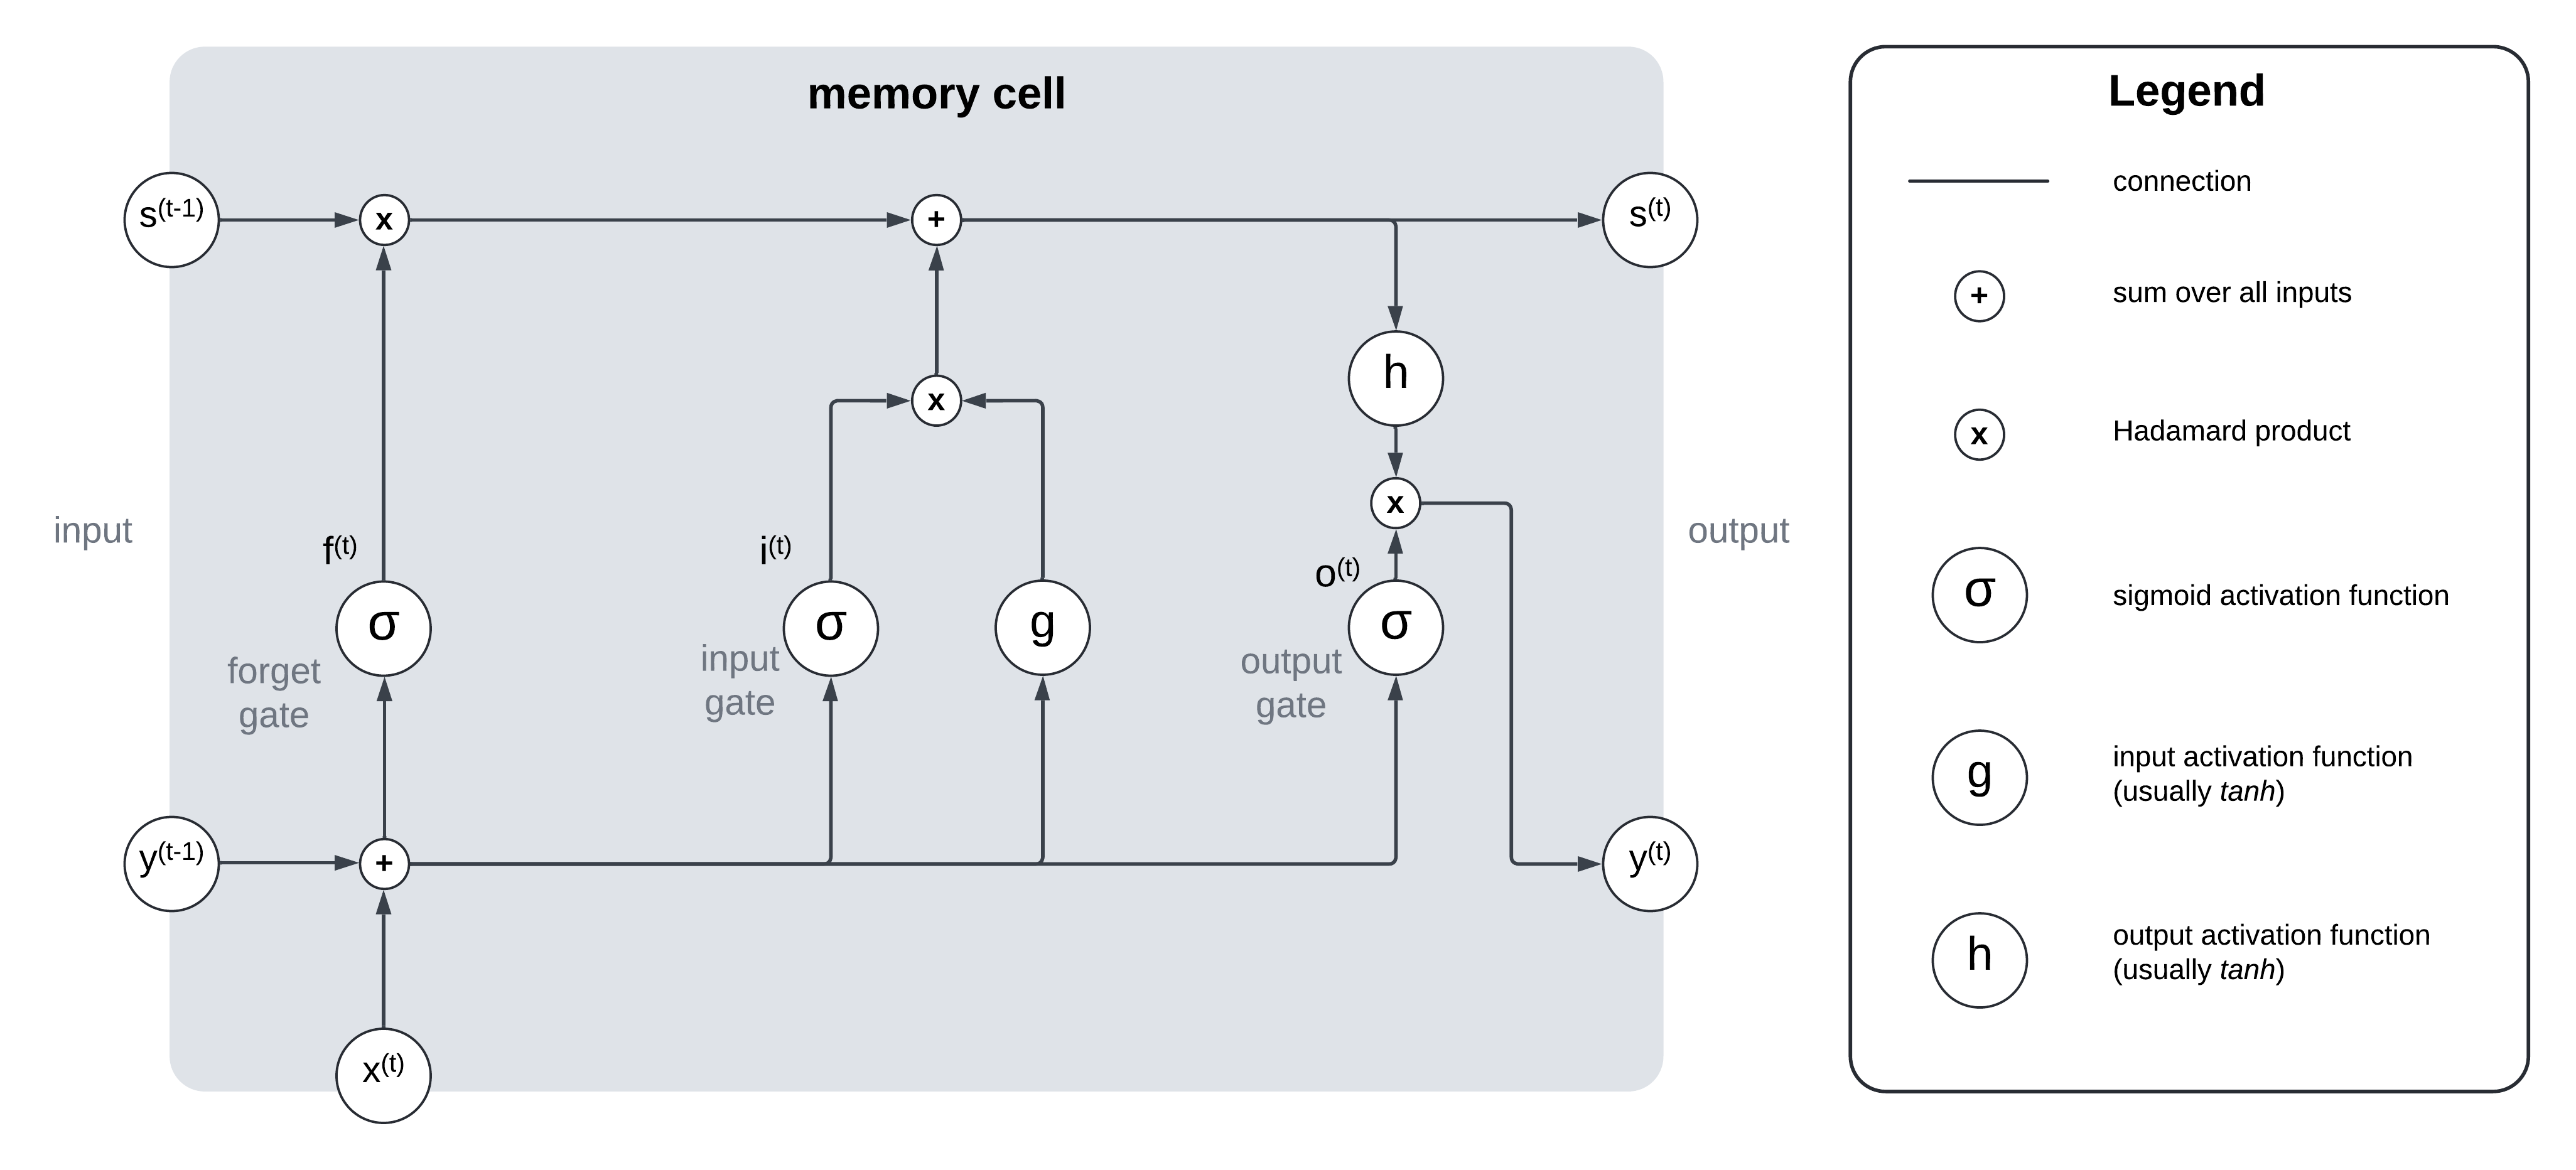 memory cell
s(t-1)
x
+
s(t)
h
x
x
input
output
f(t)
i(t)
o(t)
σ
σ
g
σ
forget
gate
input
gate
output
gate
y(t-1)
+
y(t)
x(t)
Legend
connection
+ sum over all inputs
x Hadamard product
σ sigmoid activation function
g input activation function
(usually tanh)
h output activation function
(usually tanh)